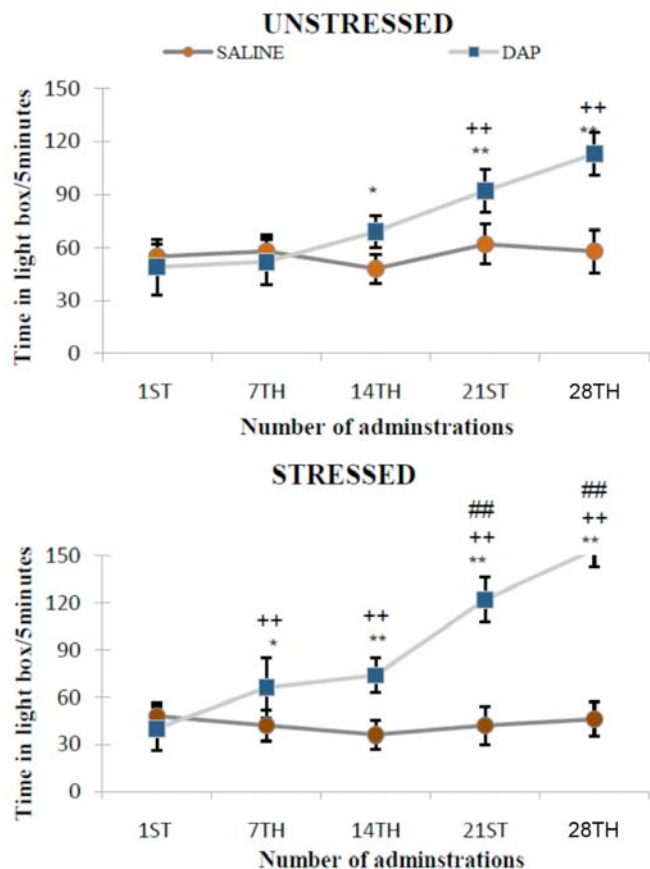 UNSTRESSED
SALINE DAP
Time in light box/5minutes
150
120
90
60
30
0
* ++ ** ++ **
1ST 7TH 14TH 21ST 28TH
Number of adminstrations
STRESSED
Time in light box/5minutes
150
120
90
60
30
0
++ * ++ ** ## ++ ** ## ++ **
1ST 7TH 14TH 21ST 28TH
Number of adminstrations